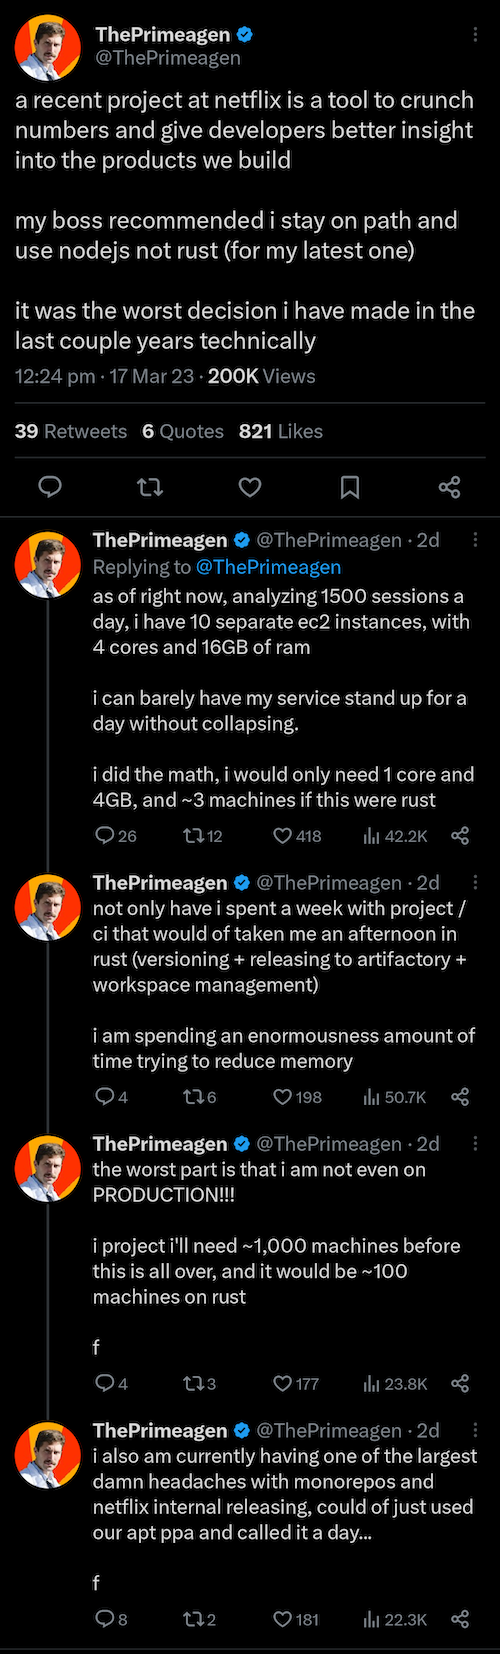 ThePrimeagen
@ThePrimeagen
a recent project at netflix is a tool to crunch
numbers and give developers better insight
into the products we build
my boss recommended i stay on path and
use nodejs not rust (for my latest one)
it was the worst decision i have made in the
last couple years technically
12:24 pm · 17 Mar 23 · 200K Views
39 Retweets 6 Quotes 821 Likes
ThePrimeagen @ThePrimeagen · 2d
Replying to @ThePrimeagen
as of right now, analyzing 1500 sessions a
day, i have 10 separate ec2 instances, with
4 cores and 16GB of ram
i can barely have my service stand up for a
day without collapsing.
i did the math, i would only need 1 core and
4GB, and ~3 machines if this were rust
26 12 418 42.2K
ThePrimeagen @ThePrimeagen · 2d
not only have i spent a week with project /
ci that would of taken me an afternoon in
rust (versioning + releasing to artifactory +
workspace management)
i am spending an enormousness amount of
time trying to reduce memory
4 6 198 50.7K
ThePrimeagen @ThePrimeagen · 2d
the worst part is that i am not even on
PRODUCTION!!!
i project i'll need ~1,000 machines before
this is all over, and it would be ~100
machines on rust
f
4 3 177 23.8K
ThePrimeagen @ThePrimeagen · 2d
i also am currently having one of the largest
damn headaches with monorepos and
netflix internal releasing, could of just used
our apt ppa and called it a day...
f
8 2 181 22.3K